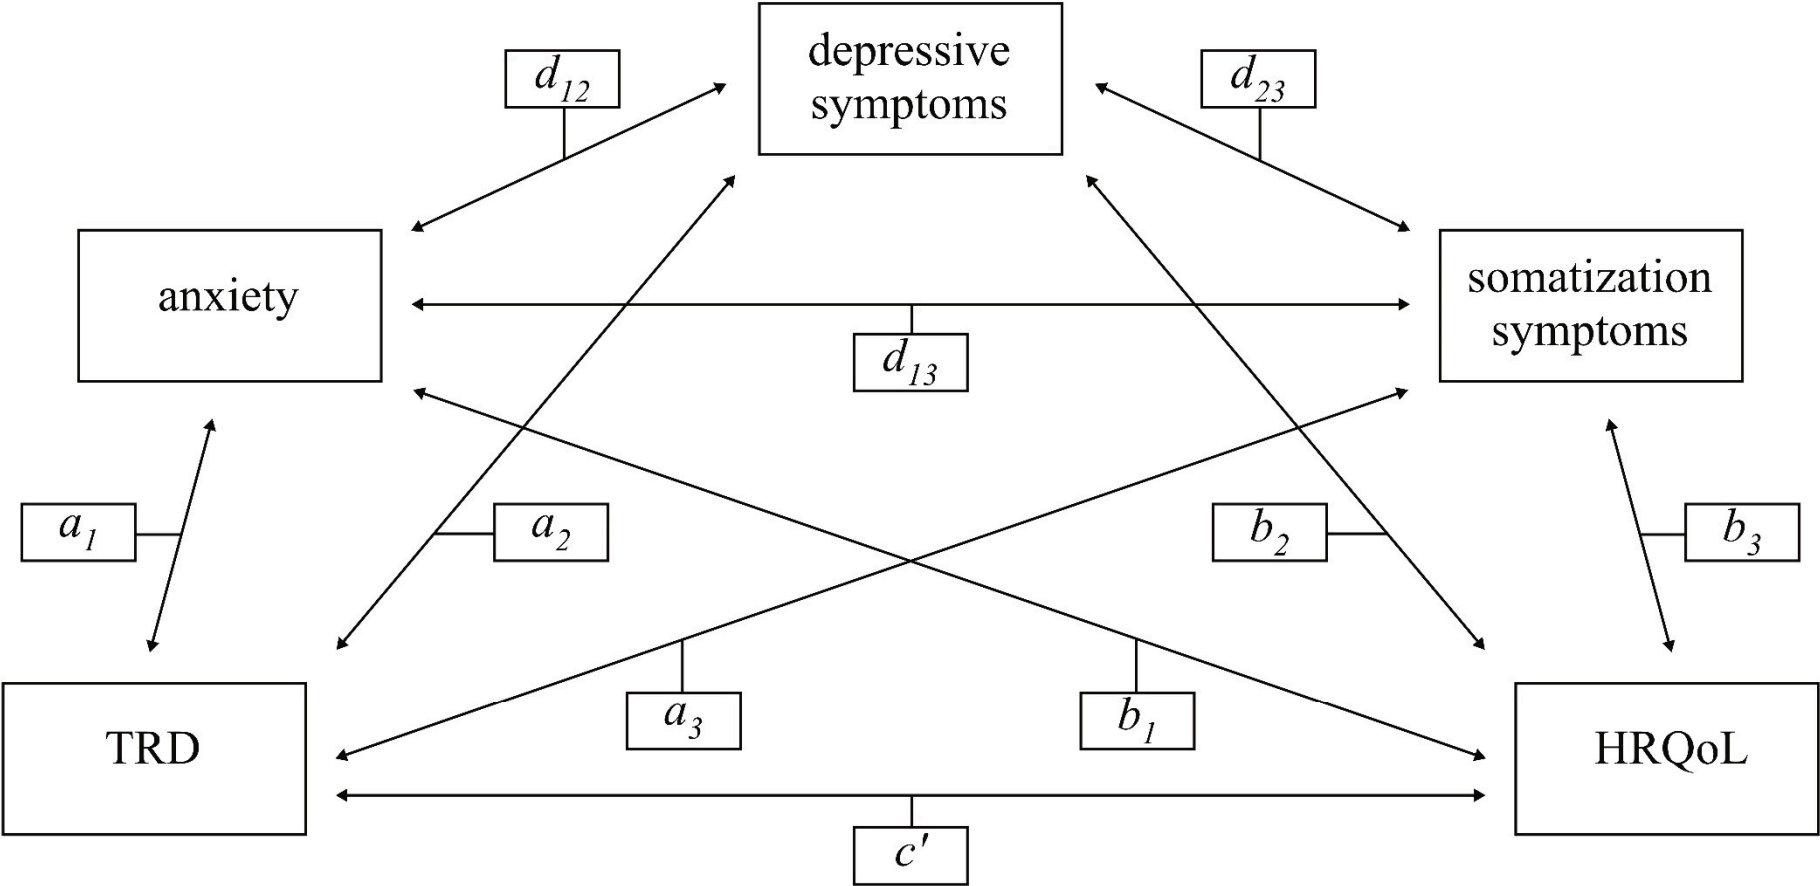 depressive
symptoms
d12
d23
anxiety
somatization
symptoms
d13
a1
a2
b2
b3
a3
b1
TRD
HRQoL
c'